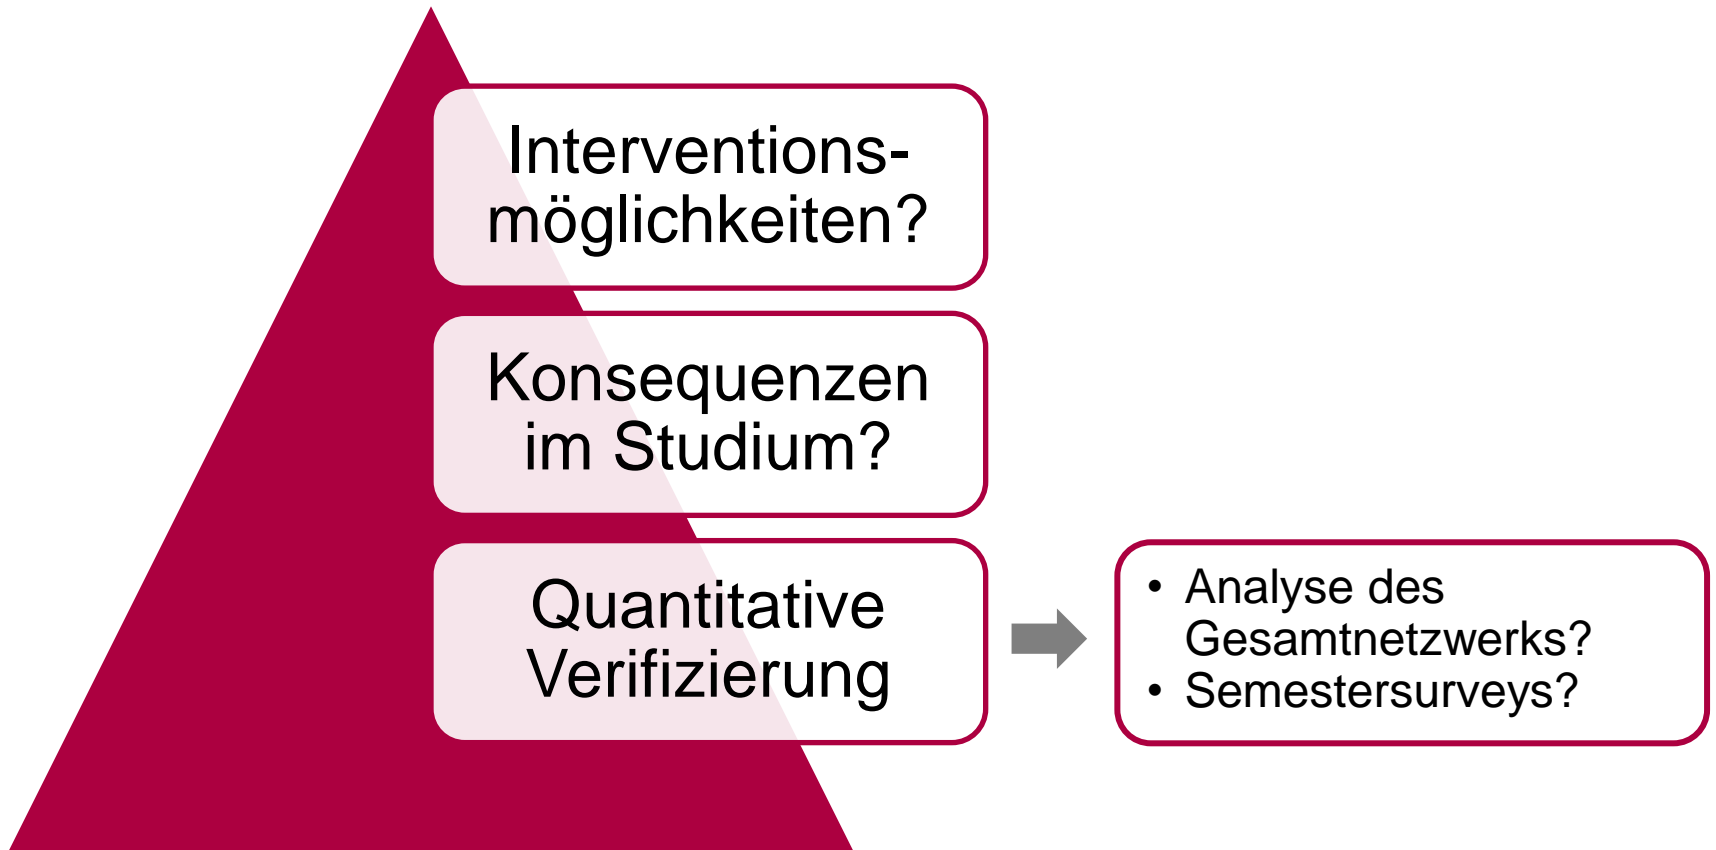 Interventions-
möglichkeiten?
Konsequenzen
im Studium?
Quantitative
Verifizierung
• Analyse des
Gesamtnetzwerks?
• Semestersurveys?